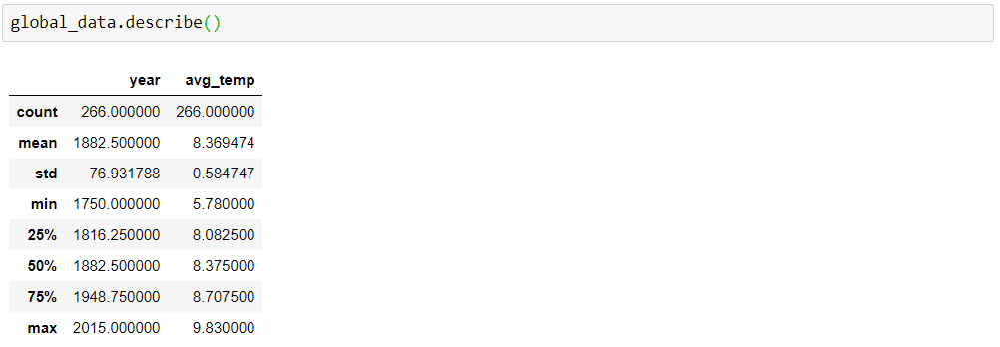 global_data.describe()
year avg_temp
count 266.000000 266.000000
mean 1882.500000 8.369474
std 76.931788 0.584747
min 1750.000000 5.780000
25% 1816.250000 8.082500
50% 1882.500000 8.375000
75% 1948.750000 8.707500
max 2015.000000 9.830000